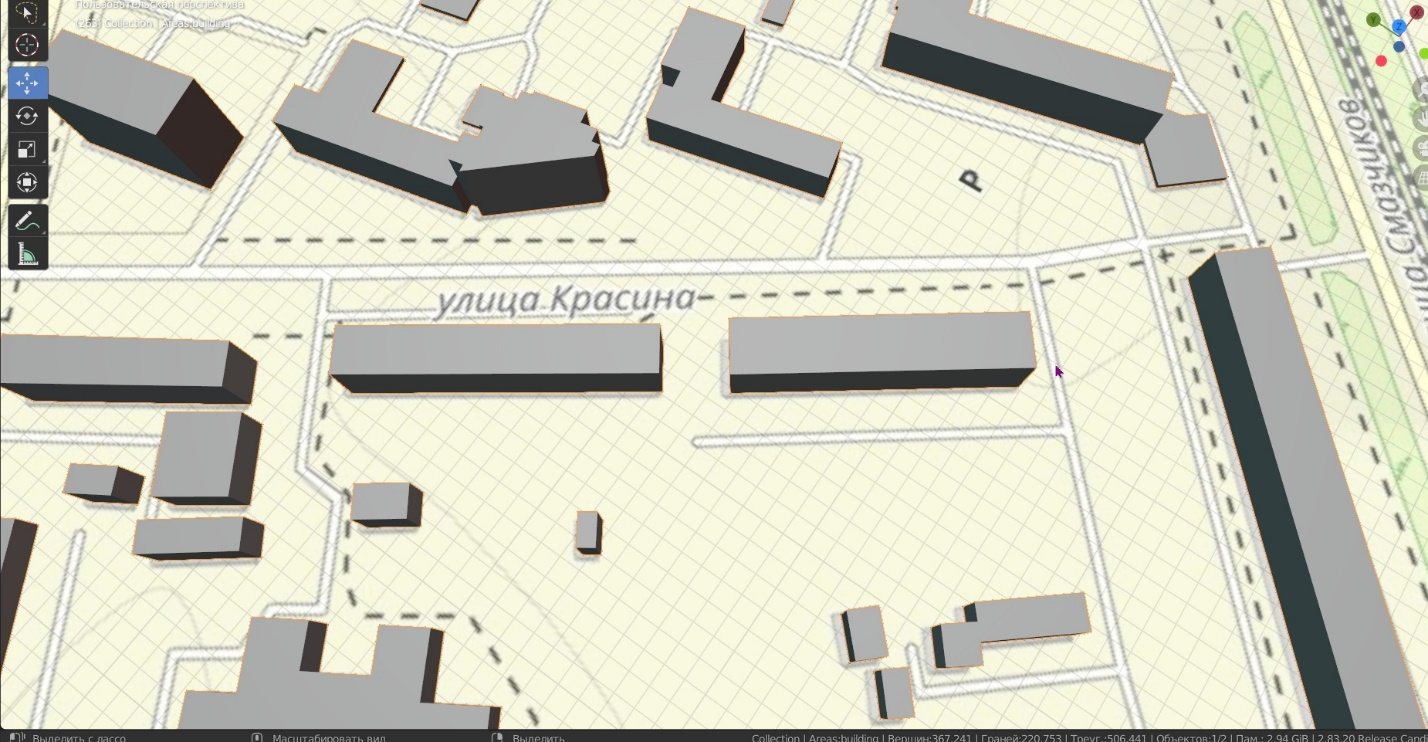 Пользовательская перспектива
(263) Collection | Areas:building
Смазчиков
P
улица Красина
Выделить с лассо
Масштабировать вид
Выделить
Collection | Areas:building | Вершин:367.241 | Граней:220.753 | Треуг.:506.441 | Объектов:1/2 | Пам.: 2.94 GiB | 2.83.20 Release Cand